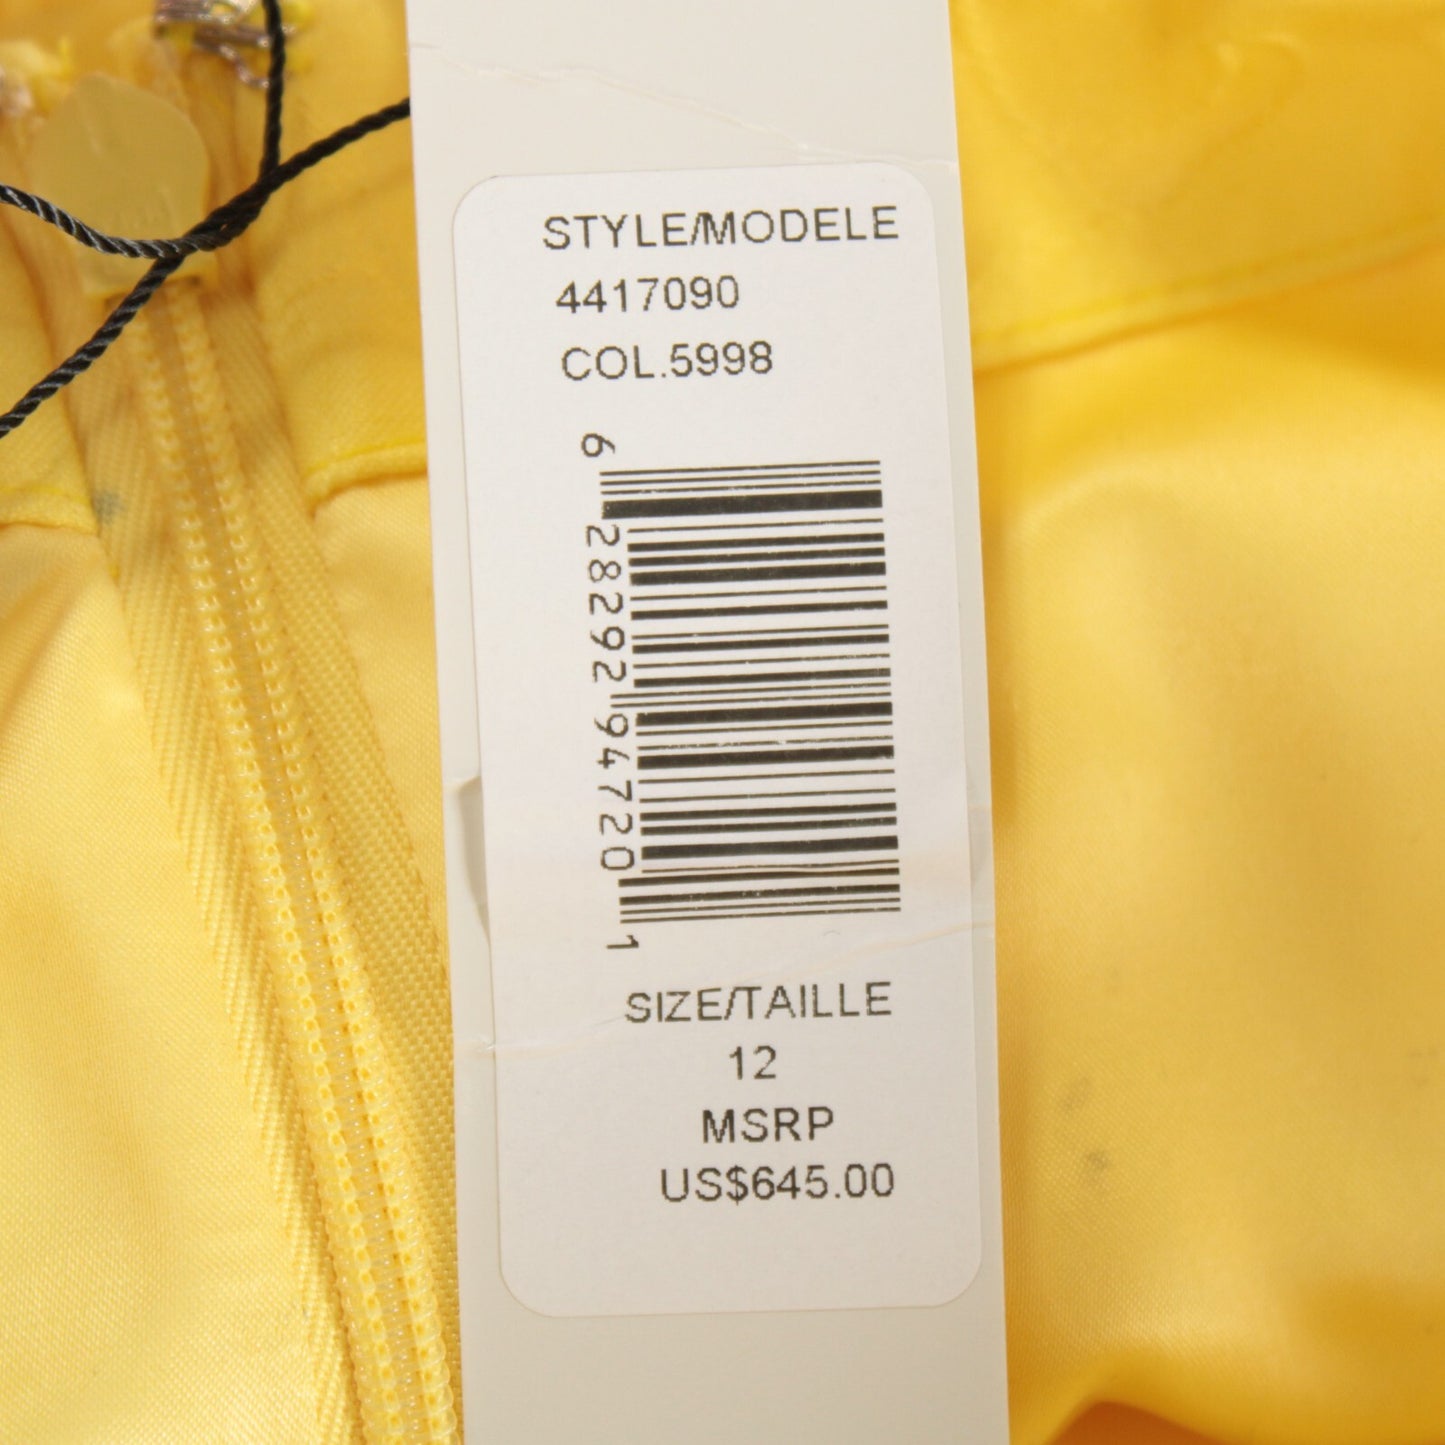 STYLE/MODELE
4417090
COL.5998
6 28292 94720 1
SIZE/TAILLE
12
MSRP
US$645.00